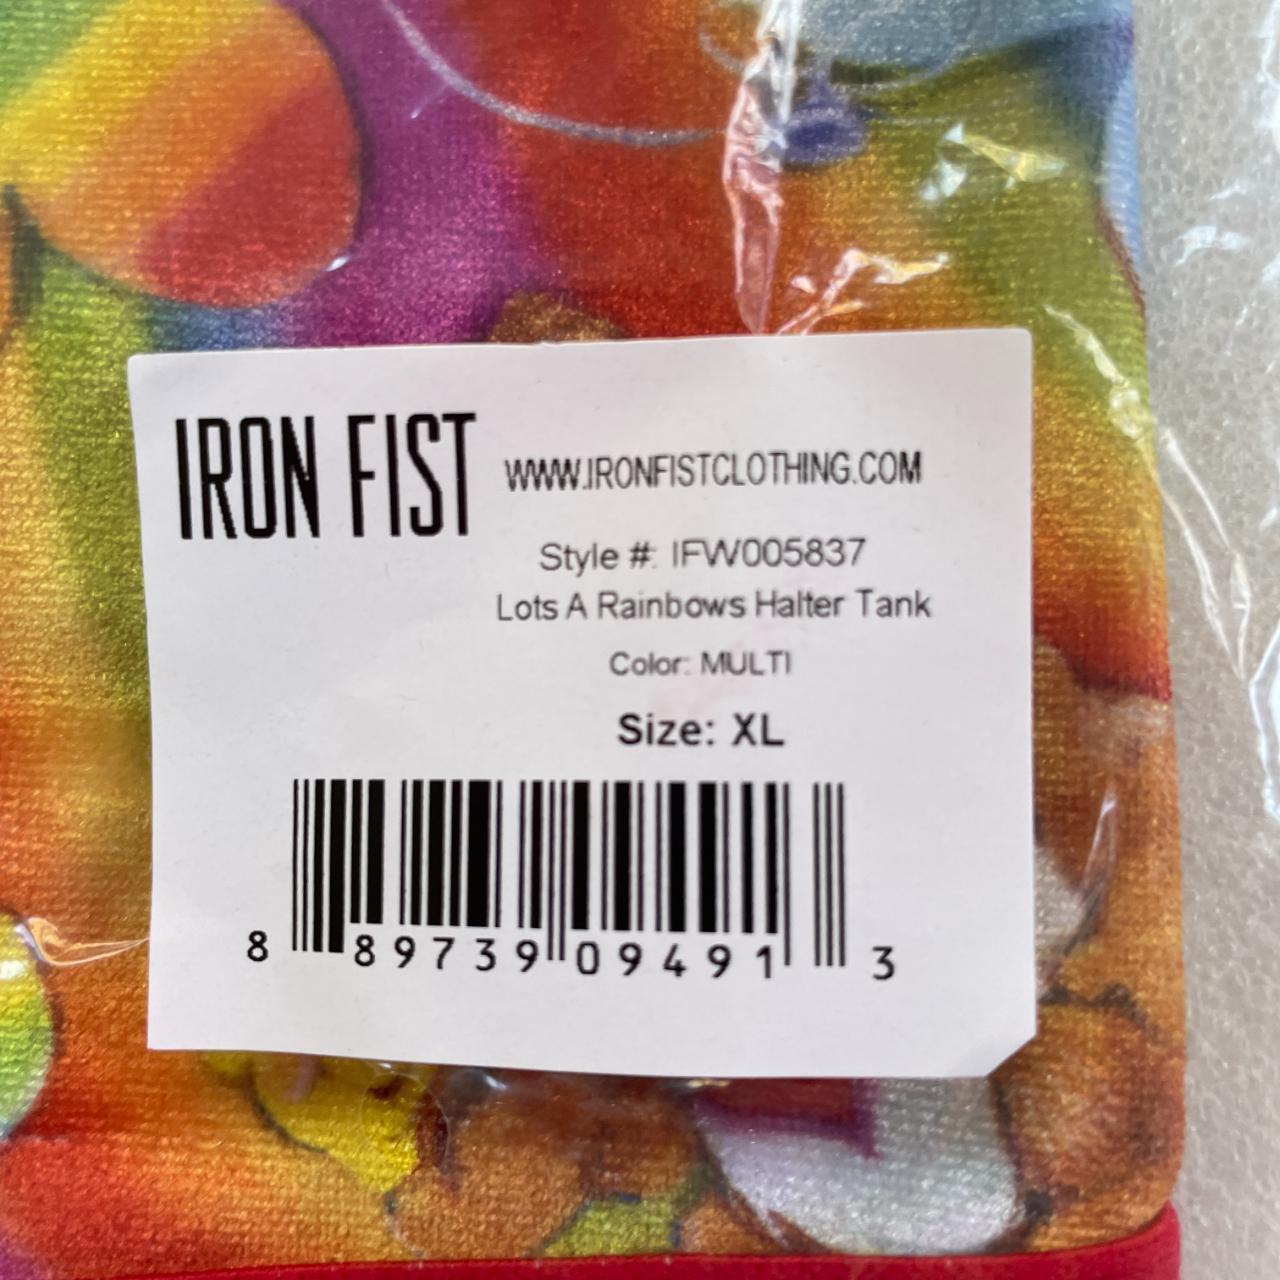 IRON FIST
WWW.IRONFISTCLOTHING.COM
Style #: IFW005837
Lots A Rainbows Halter Tank
Color: MULTI
Size: XL
8 89739 09491 3